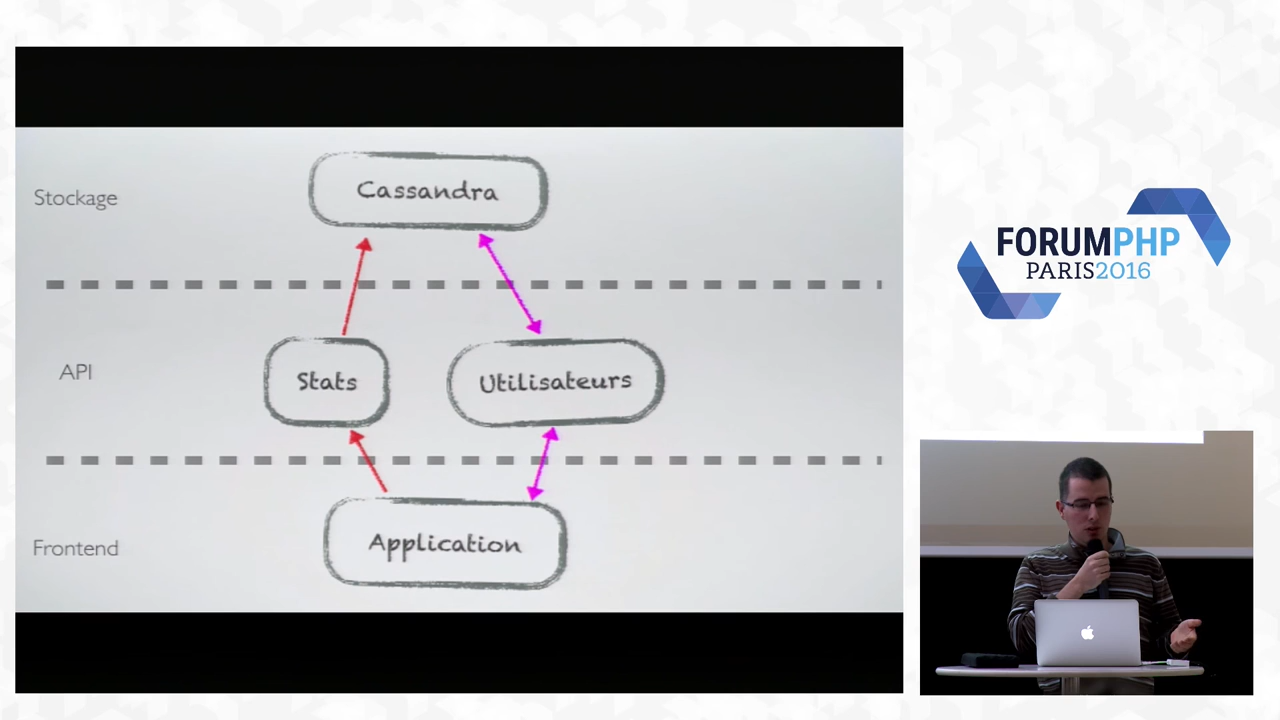 Stockage
Cassandra
API
Stats
Utilisateurs
Frontend
Application
FORUMPHP
PARIS2016